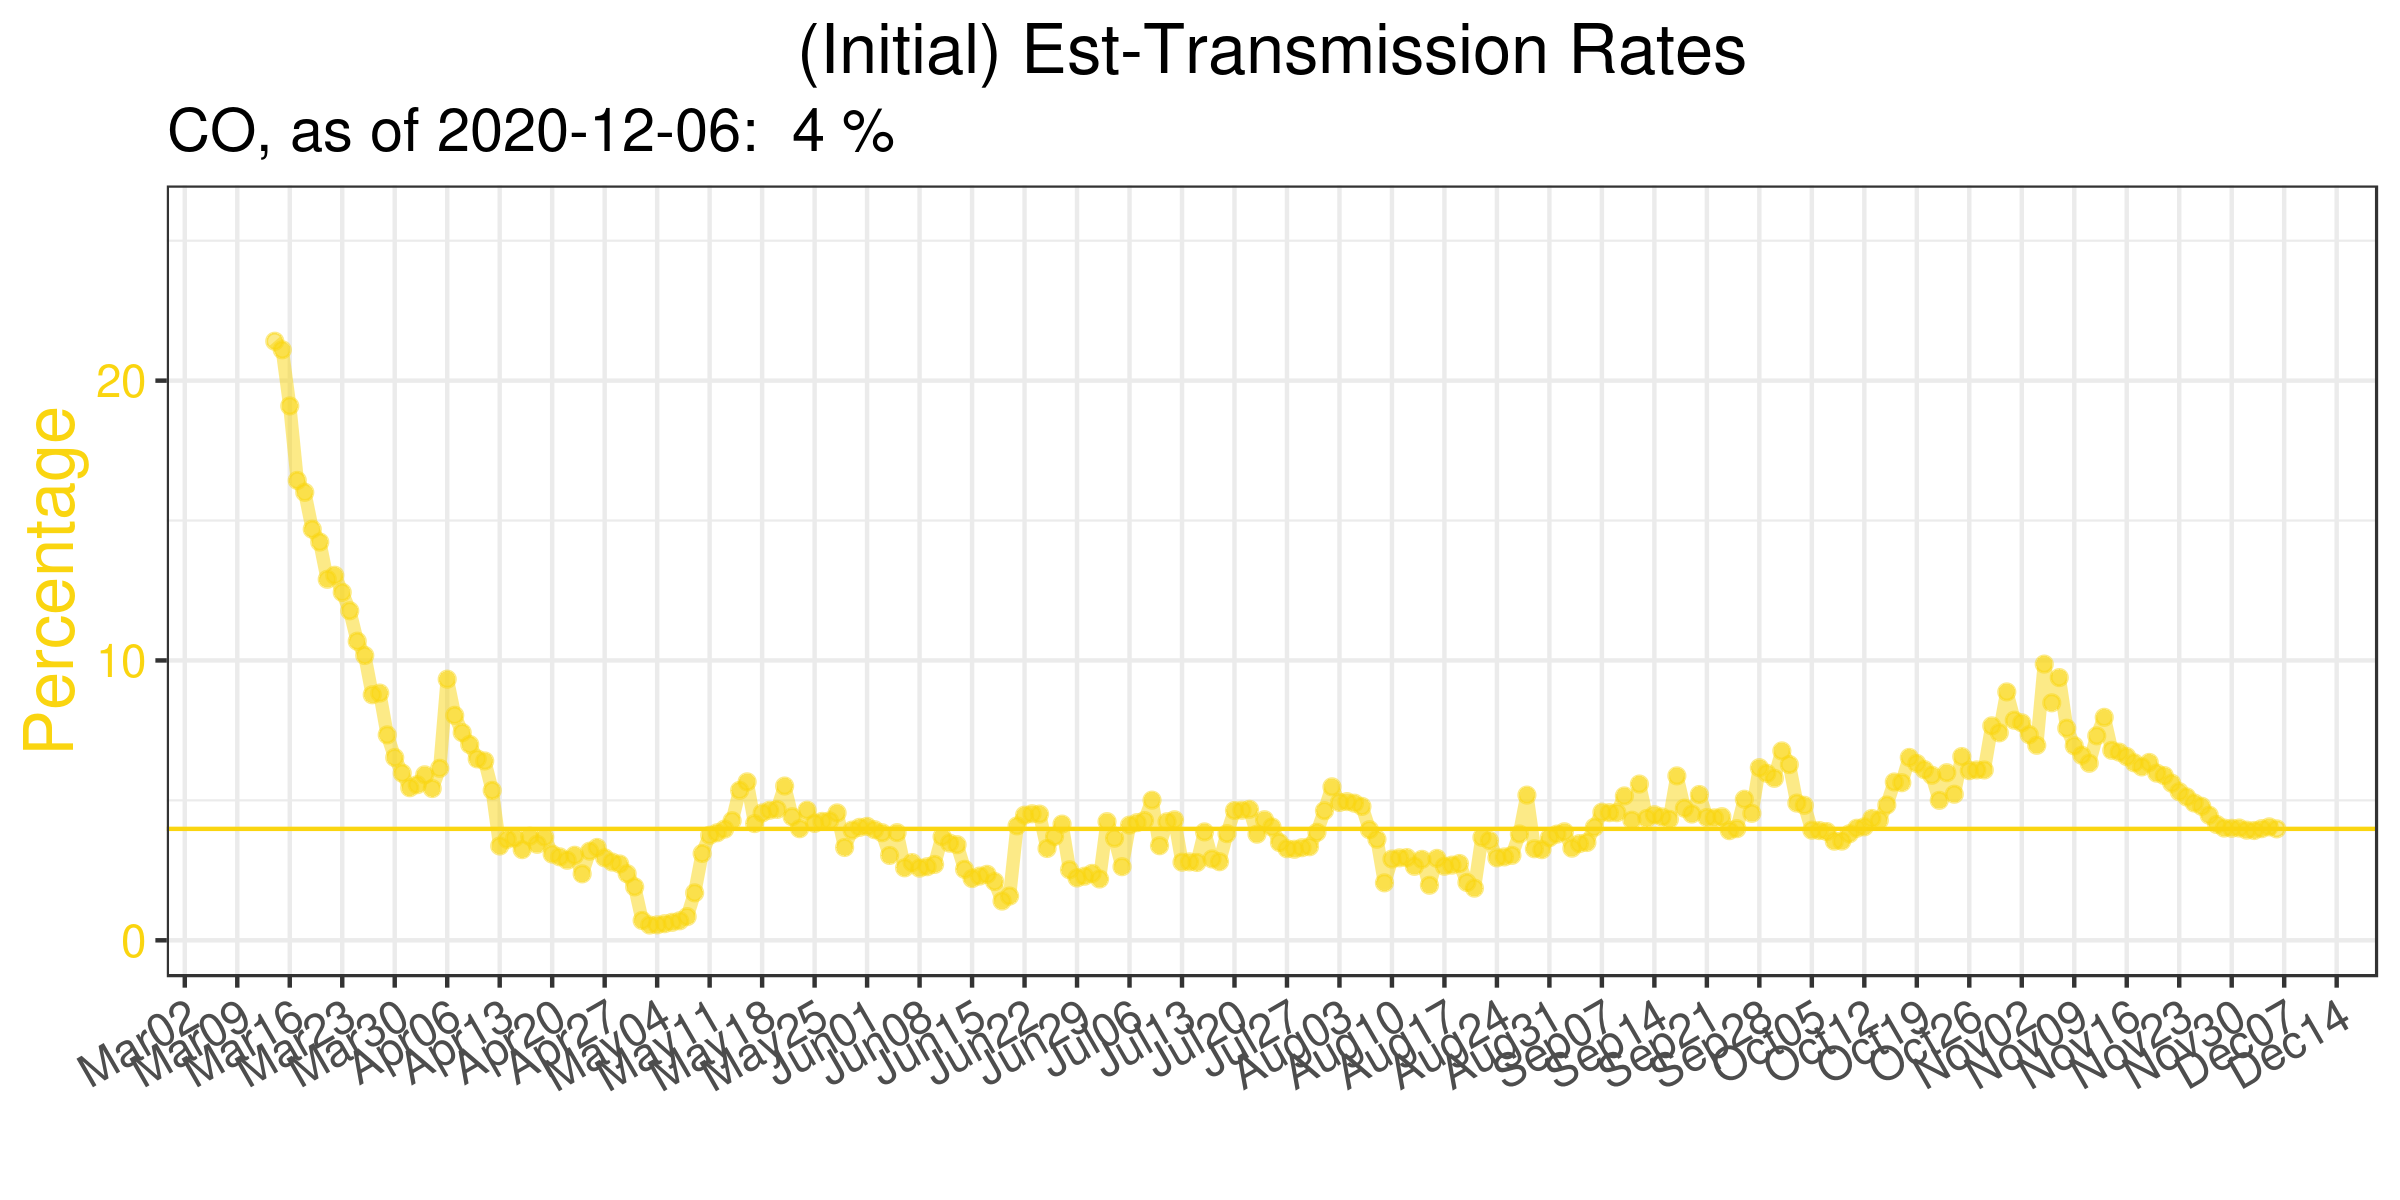 (Initial) Est-Transmission Rates
CO, as of 2020-12-06:  4 %
Percentage
20
10
0
Mar02
Mar09
Mar16
Mar23
Mar30
Apr06
Apr13
Apr20
Apr27
May04
May11
May18
May25
Jun01
Jun08
Jun15
Jun22
Jun29
Jul06
Jul13
Jul20
Jul27
Aug03
Aug10
Aug17
Aug24
Aug31
Sep07
Sep14
Sep21
Sep28
Oct05
Oct12
Oct19
Oct26
Nov02
Nov09
Nov16
Nov23
Nov30
Dec07
Dec14